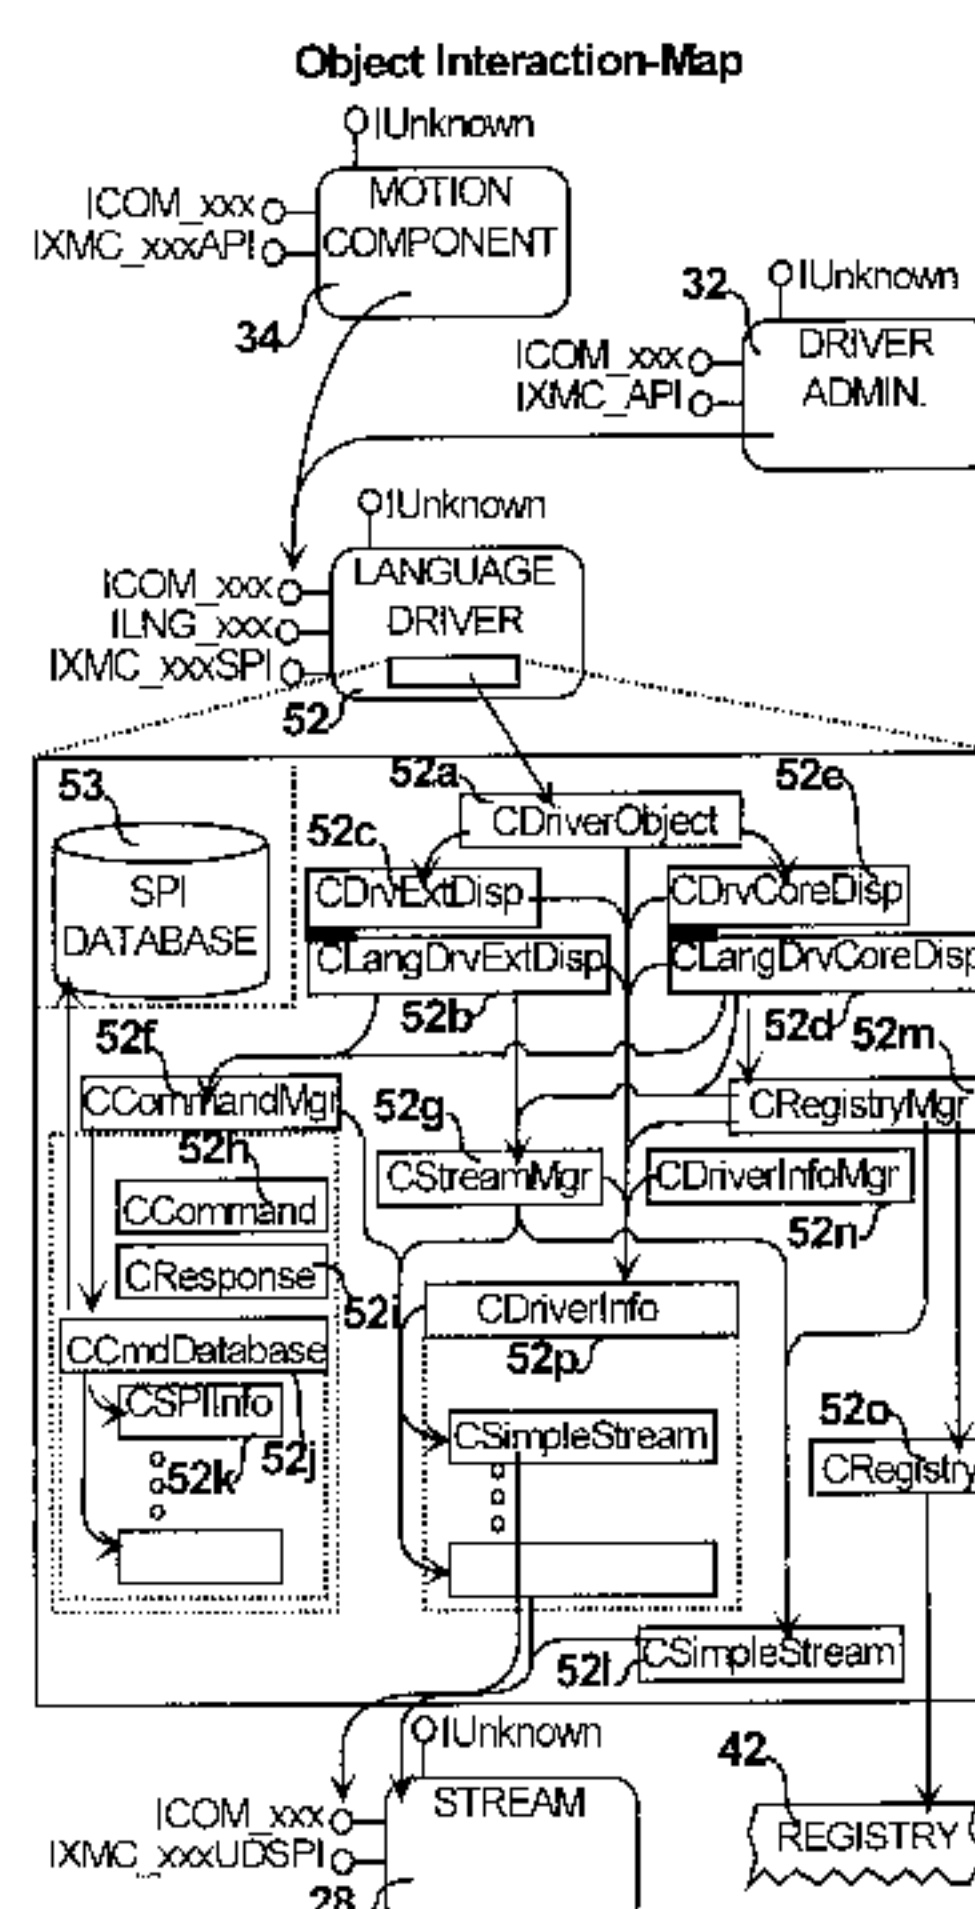 Object Interaction-Map
IUnknown
MOTION
COMPONENT
ICOM_xxx
IXMC_xxxAPI
34
32
IUnknown
DRIVER
ADMIN.
ICOM_xxx
IXMC_API
IUnknown
LANGUAGE
DRIVER
ICOM_xxx
ILNG_xxx
IXMC_xxxSPI
52
53
SPI
DATABASE
52a
52e
CDriverObject
52c
CDrvExtDisp
CDrvCoreDisp
CLangDrvExtDisp
CLangDrvCoreDisp
52b
52d
52m
52f
CCommandMgr
52g
CRegistryMgr
52h
CStreamMgr
CDriverInfoMgr
CCommand
52n
CResponse
52i
CDriverInfo
CCmdDatabase
52p
CSPIInfo
52j
52k
CSimpleStream
52o
CRegistry
52l
CSimpleStream
IUnknown
42
STREAM
ICOM_xxx
IXMC_xxxUDSPI
REGISTRY
28